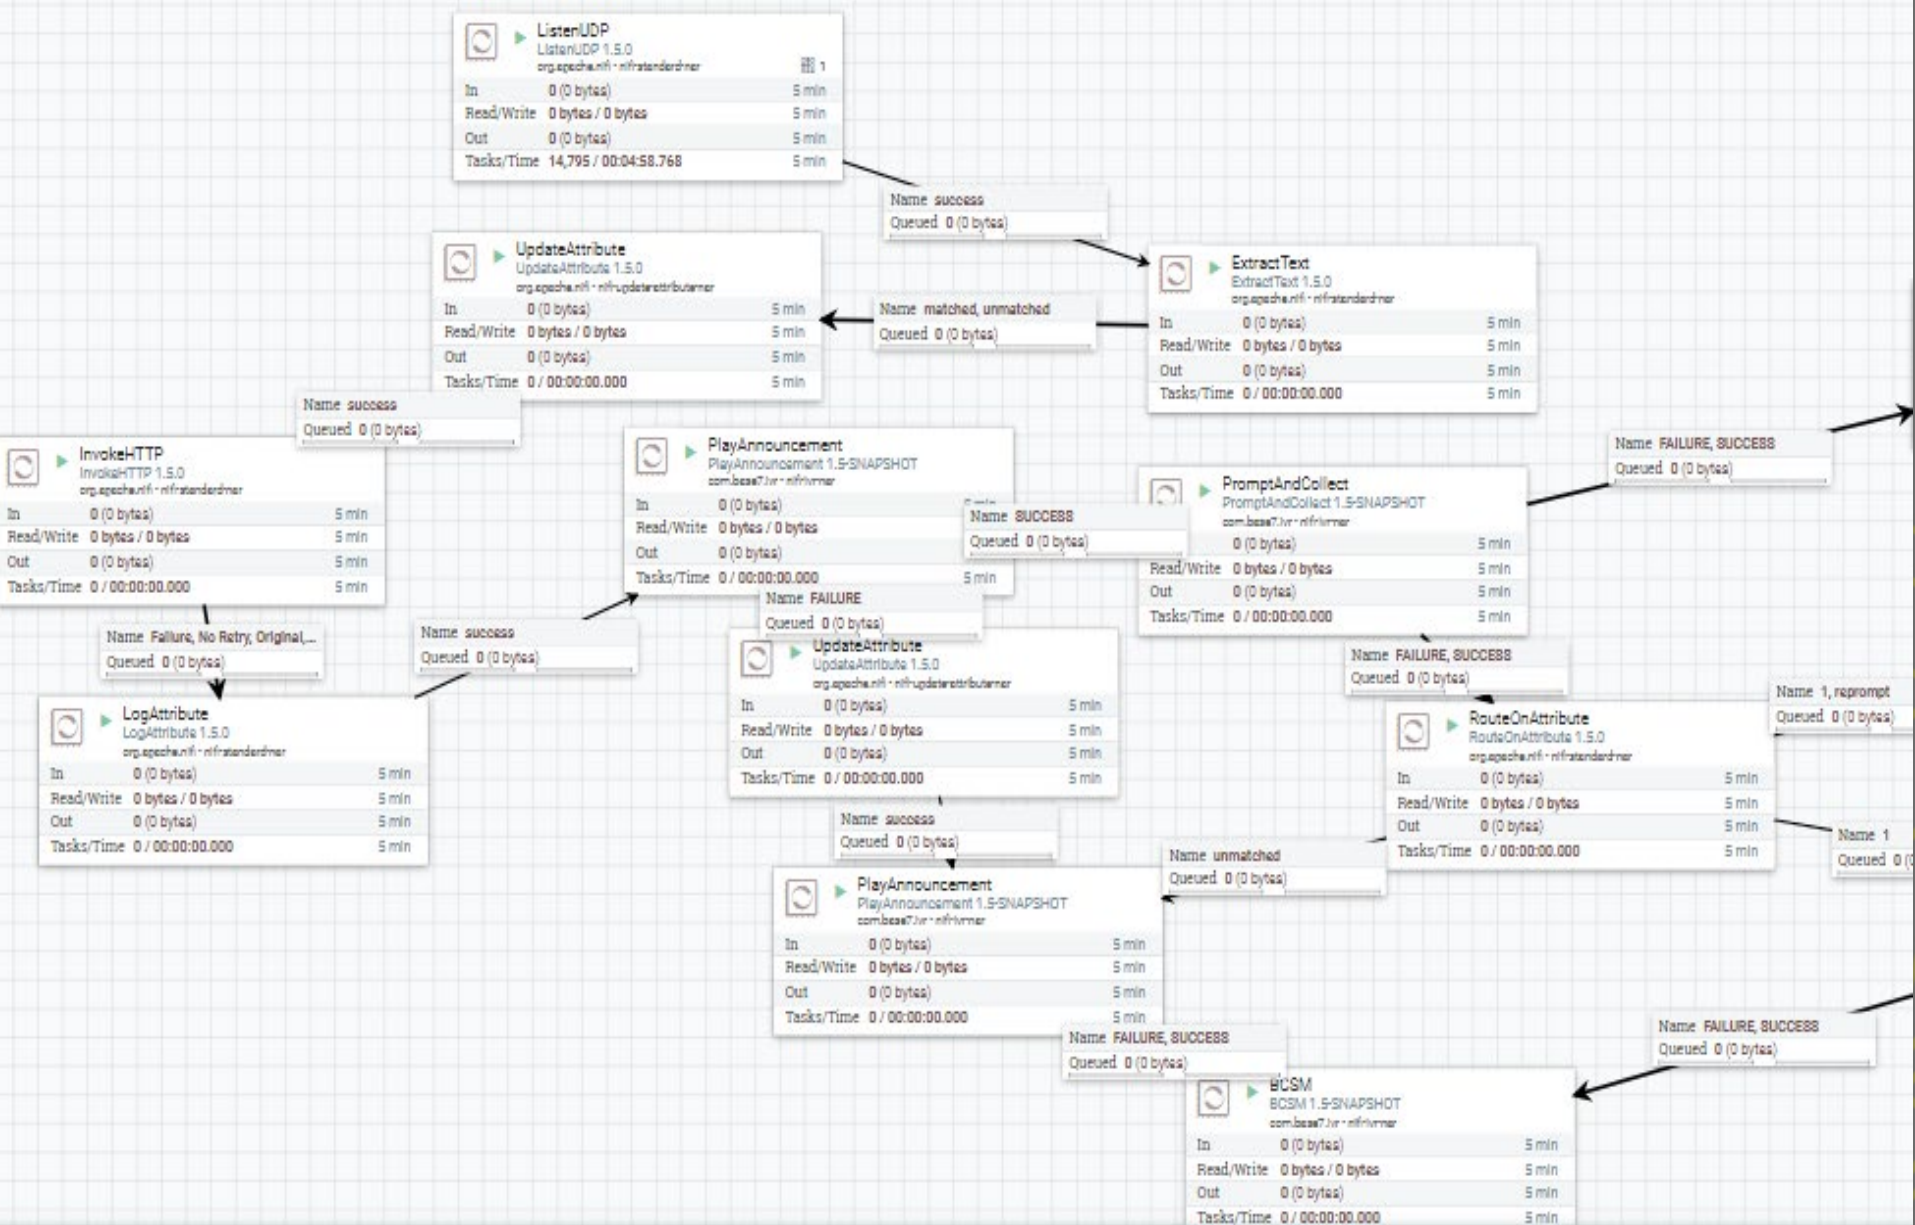 ListenUDP
ListenUDP 1.5.0
1
In 0 (0 bytes) 5 min
Read/Write 0 bytes / 0 bytes 5 min
Out 0 (0 bytes) 5 min
Tasks/Time 14,795 / 00:04:58.768 5 min
Name success
Queued 0 (0 bytes)
UpdateAttribute
UpdateAttribute 1.5.0
In 0 (0 bytes) 5 min
Read/Write 0 bytes / 0 bytes 5 min
Out 0 (0 bytes) 5 min
Tasks/Time 0 / 00:00:00.000 5 min
Name matched, unmatched
Queued 0 (0 bytes)
ExtractText
ExtractText 1.5.0
In 0 (0 bytes) 5 min
Read/Write 0 bytes / 0 bytes 5 min
Out 0 (0 bytes) 5 min
Tasks/Time 0 / 00:00:00.000 5 min
Name success
Queued 0 (0 bytes)
InvokeHTTP
InvokeHTTP 1.5.0
In 0 (0 bytes) 5 min
Read/Write 0 bytes / 0 bytes 5 min
Out 0 (0 bytes) 5 min
Tasks/Time 0 / 00:00:00.000 5 min
PlayAnnouncement
PlayAnnouncement 1.5-SNAPSHOT
In 0 (0 bytes) 5 min
Read/Write 0 bytes / 0 bytes
Out 0 (0 bytes)
Tasks/Time 0 / 00:00:00.000 5 min
Name SUCCESS
Queued 0 (0 bytes)
PromptAndCollect
PromptAndCollect 1.5-SNAPSHOT
0 (0 bytes) 5 min
Read/Write 0 bytes / 0 bytes 5 min
Out 0 (0 bytes) 5 min
Tasks/Time 0 / 00:00:00.000 5 min
Name FAILURE, SUCCESS
Queued 0 (0 bytes)
Name Failure, No Retry, Original,...
Queued 0 (0 bytes)
Name success
Queued 0 (0 bytes)
Name FAILURE
Queued 0 (0 bytes)
UpdateAttribute
UpdateAttribute 1.5.0
In 0 (0 bytes) 5 min
Read/Write 0 bytes / 0 bytes 5 min
Out 0 (0 bytes) 5 min
Tasks/Time 0 / 00:00:00.000 5 min
Name FAILURE, SUCCESS
Queued 0 (0 bytes)
Name 1, reprompt
Queued 0 (0 bytes)
LogAttribute
LogAttribute 1.5.0
In 0 (0 bytes) 5 min
Read/Write 0 bytes / 0 bytes 5 min
Out 0 (0 bytes) 5 min
Tasks/Time 0 / 00:00:00.000 5 min
RouteOnAttribute
RouteOnAttribute 1.5.0
In 0 (0 bytes) 5 min
Read/Write 0 bytes / 0 bytes 5 min
Out 0 (0 bytes) 5 min
Tasks/Time 0 / 00:00:00.000 5 min
Name success
Queued 0 (0 bytes)
Name unmatched
Queued 0 (0 bytes)
Name 1
Queued 0 (0
PlayAnnouncement
PlayAnnouncement 1.5-SNAPSHOT
In 0 (0 bytes) 5 min
Read/Write 0 bytes / 0 bytes 5 min
Out 0 (0 bytes) 5 min
Tasks/Time 0 / 00:00:00.000 5 min
Name FAILURE, SUCCESS
Queued 0 (0 bytes)
Name FAILURE, SUCCESS
Queued 0 (0 bytes)
BCSM
BCSM 1.5-SNAPSHOT
In 0 (0 bytes) 5 min
Read/Write 0 bytes / 0 bytes 5 min
Out 0 (0 bytes) 5 min
Tasks/Time 0 / 00:00:00.000 5 min